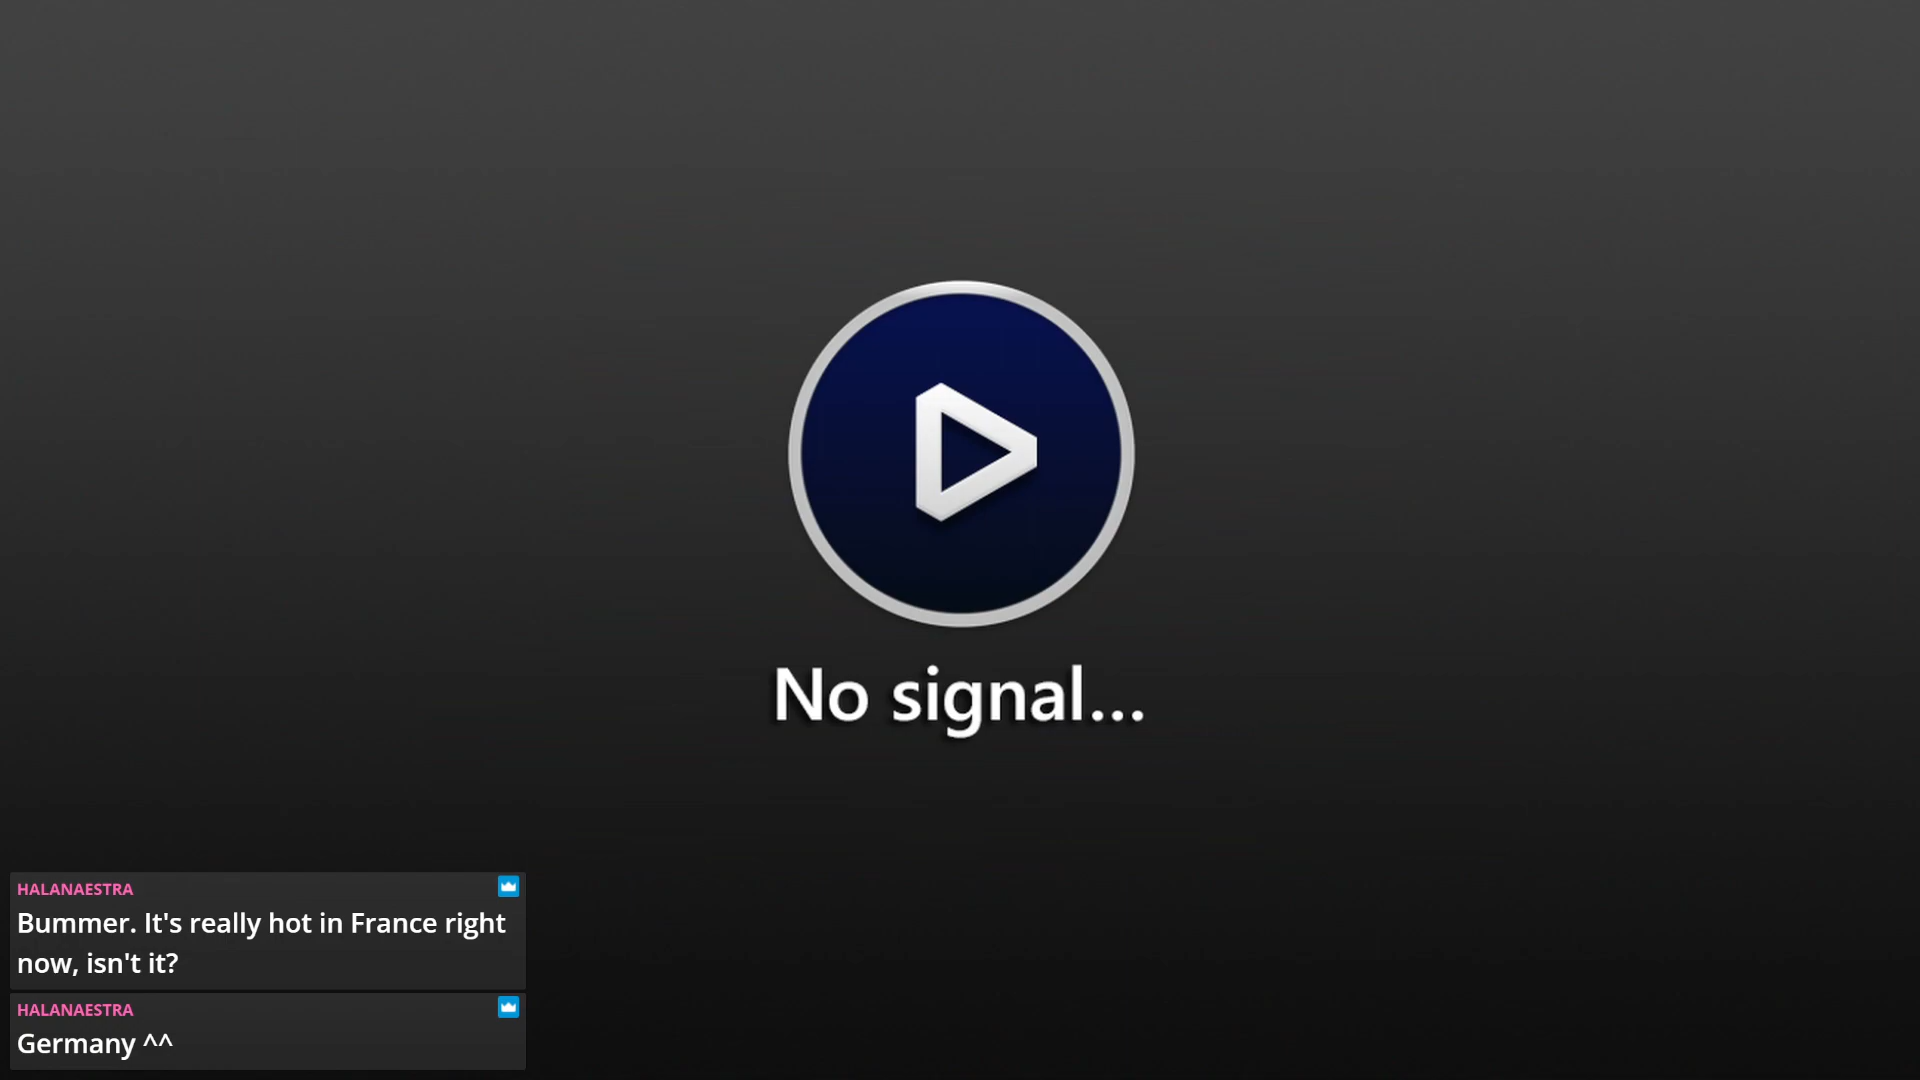 No signal...
HALANAESTRA
Bummer. It's really hot in France right
now, isn't it?
HALANAESTRA
Germany ^^